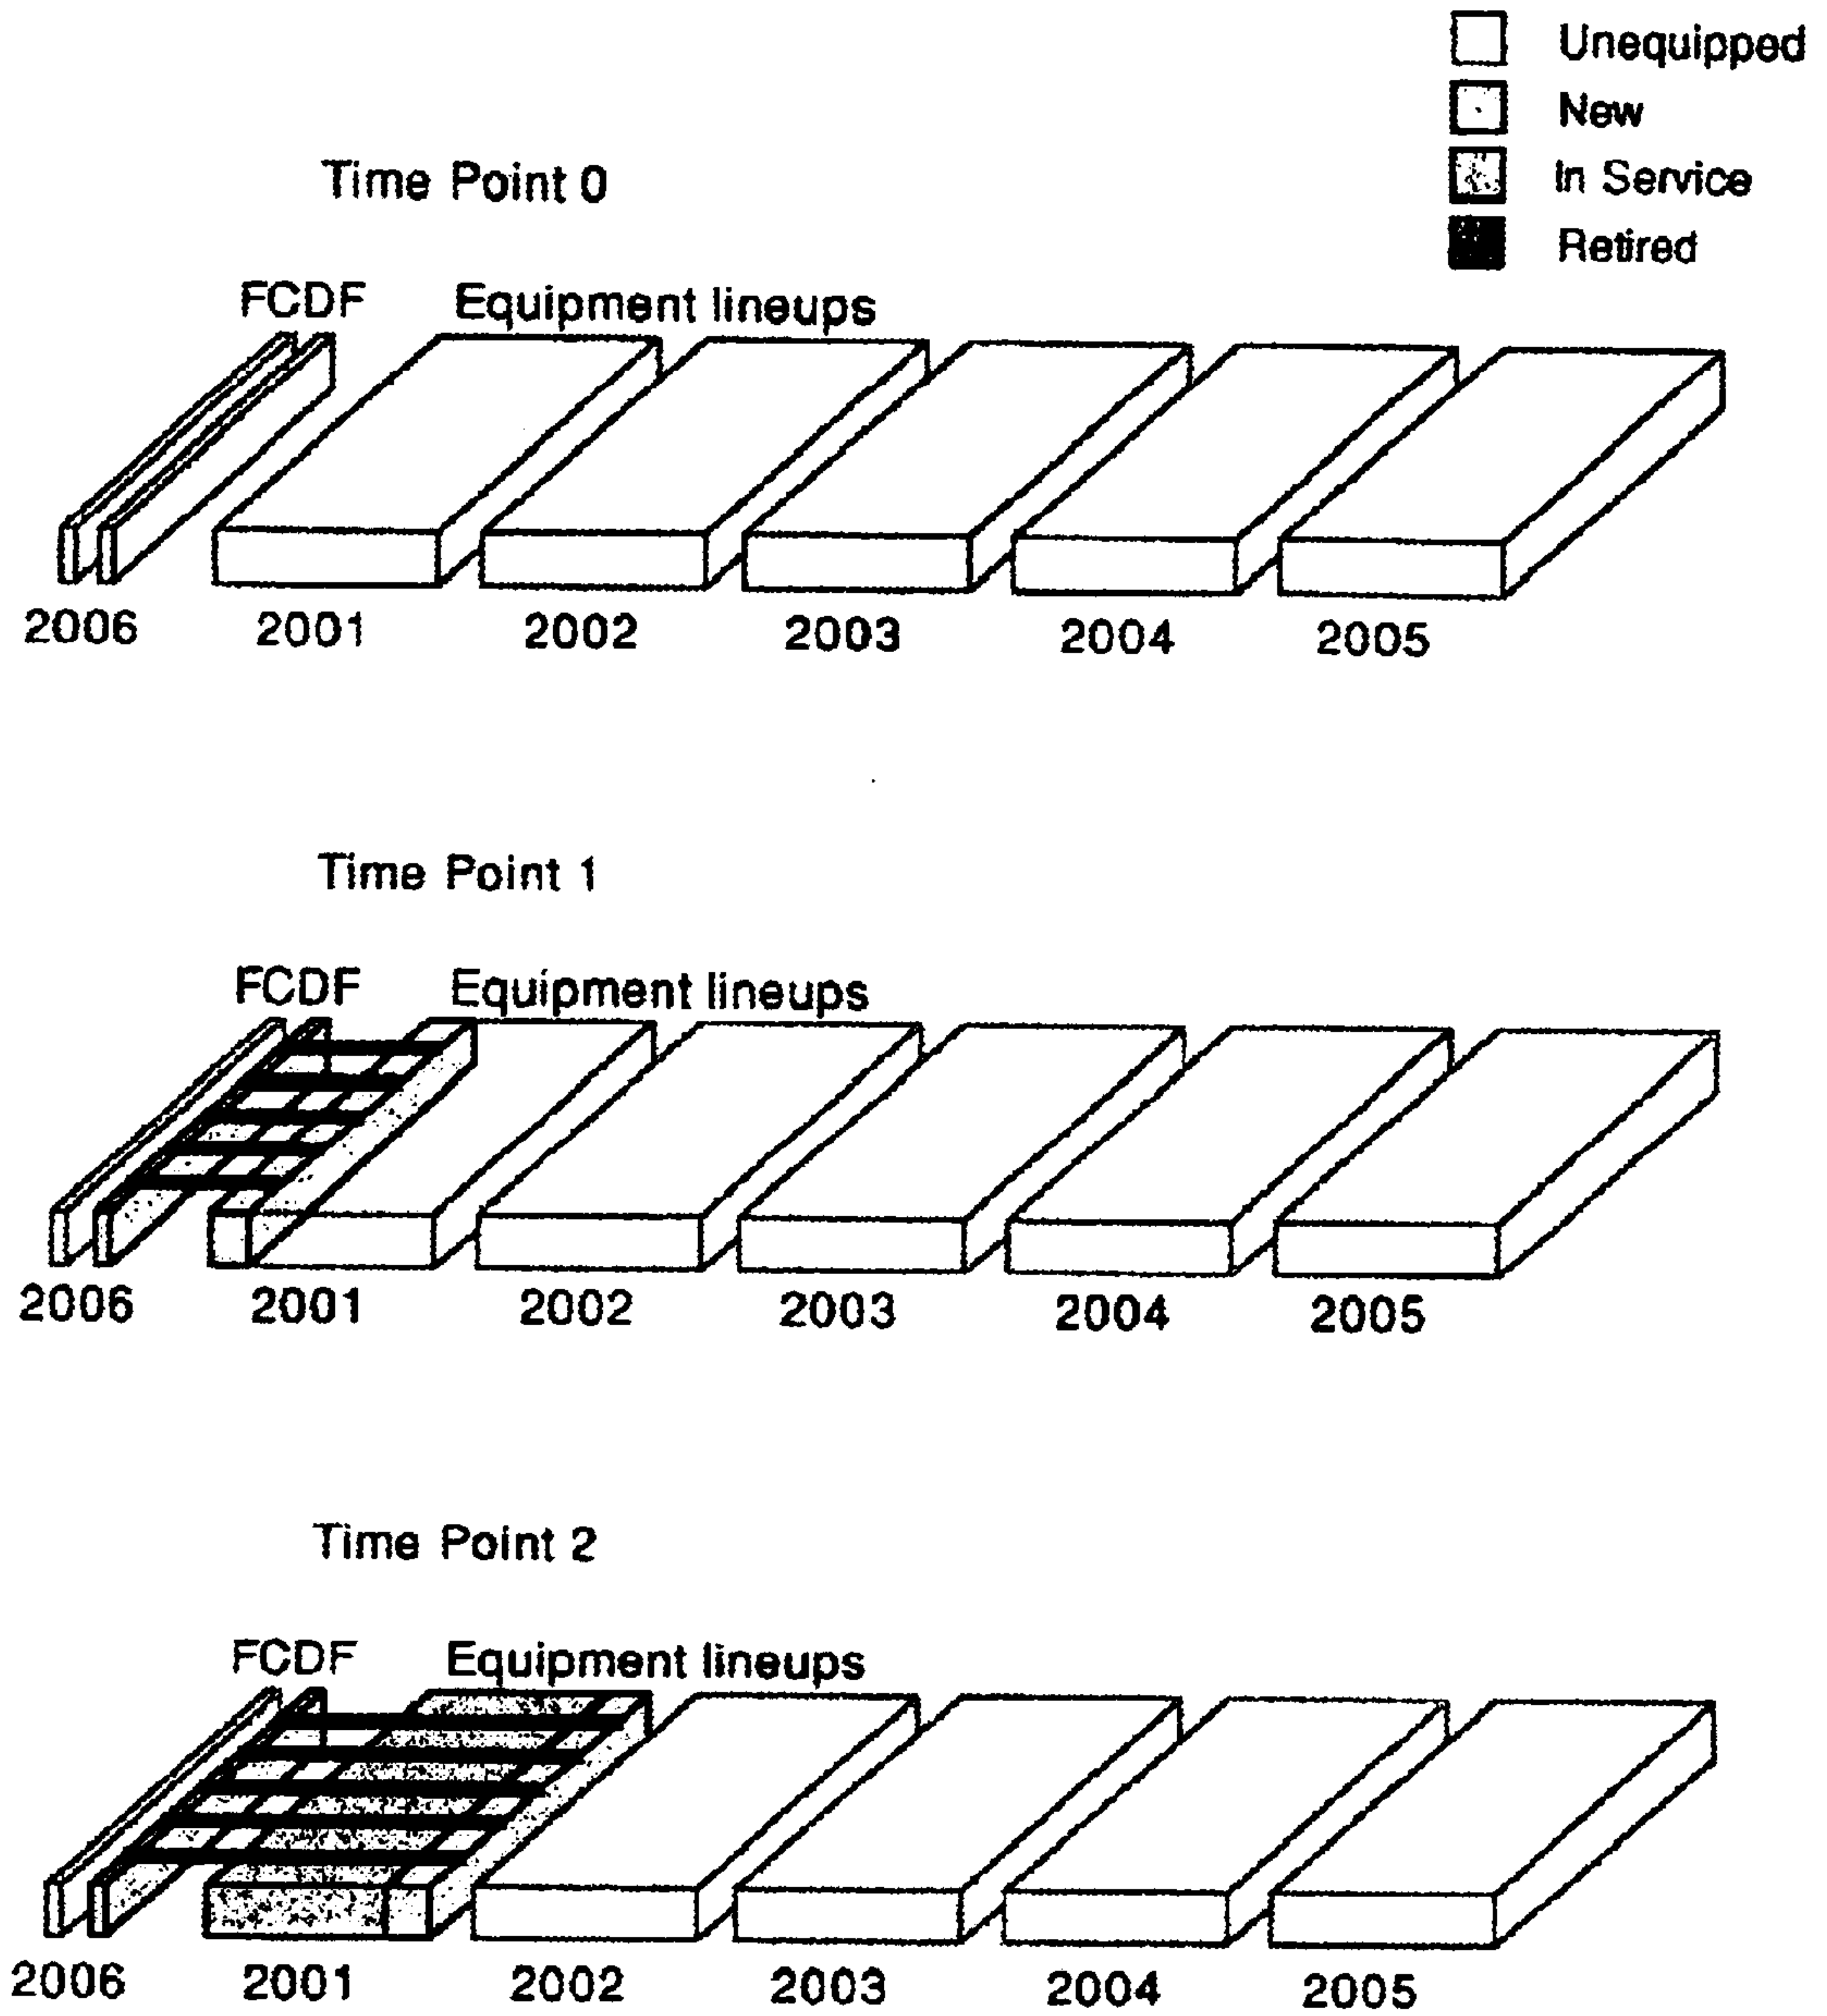 Unequipped
New
In Service
Retired
Time Point 0
FCDF Equipment lineups
2006 2001 2002 2003 2004 2005
Time Point 1
FCDF Equipment lineups
2006 2001 2002 2003 2004 2005
Time Point 2
FCDF Equipment lineups
2006 2001 2002 2003 2004 2005